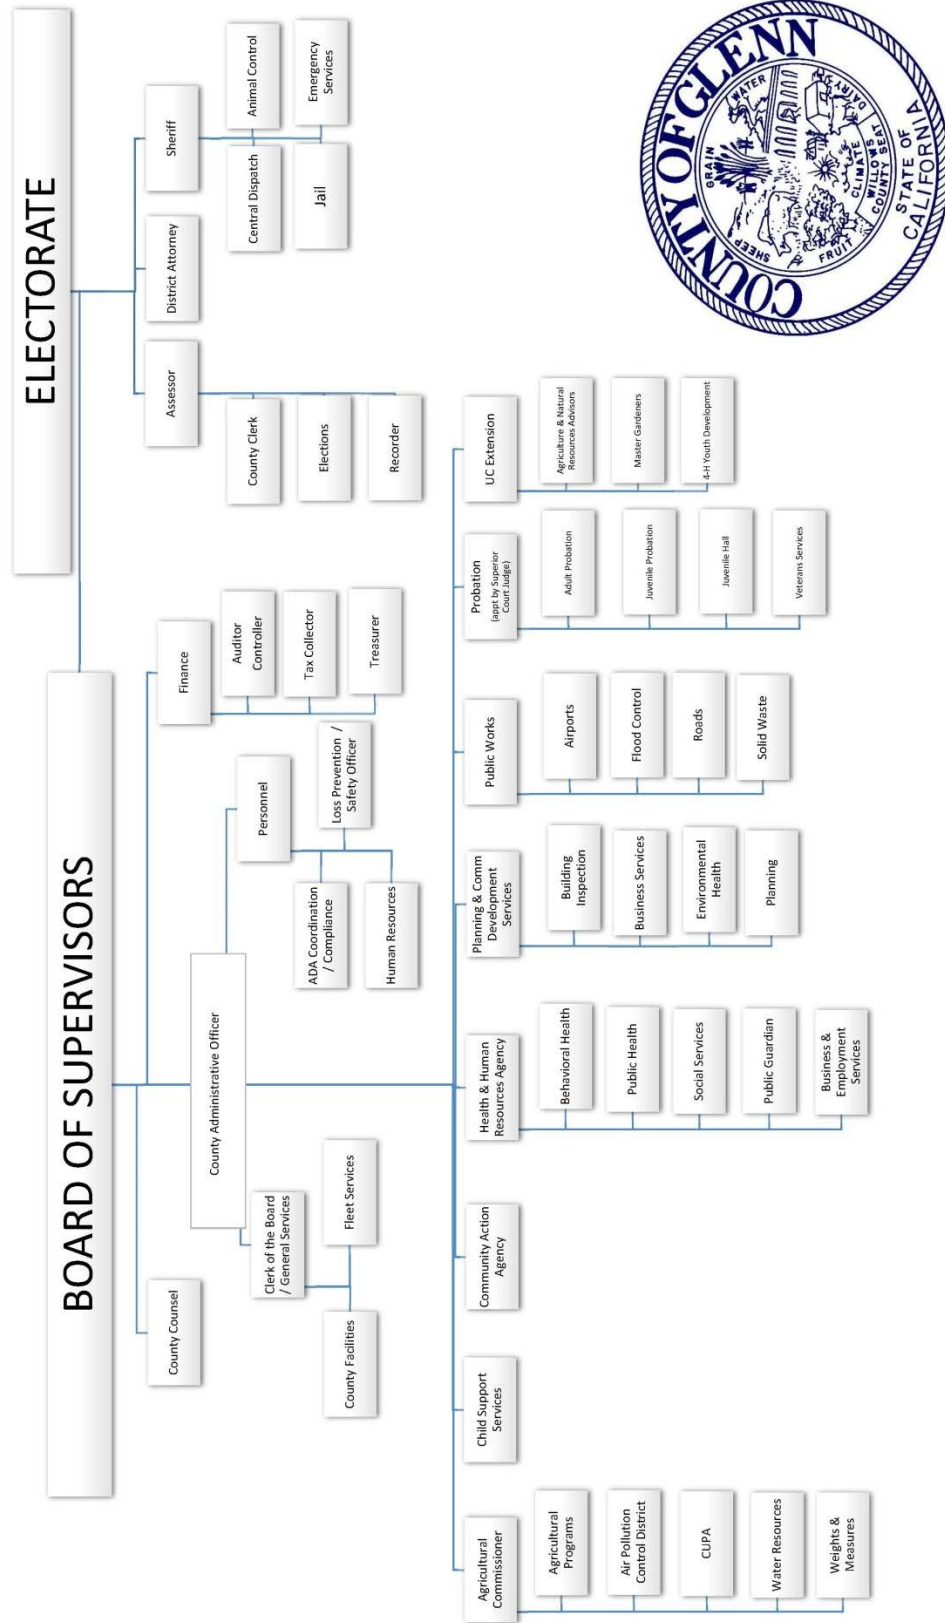 ELECTORATE
BOARD OF SUPERVISORS
Assessor
District Attorney
Sheriff
County Clerk
Elections
Recorder
Central Dispatch
Animal Control
Jail
Emergency
Services
County Counsel
County Administrative Officer
Finance
Auditor
Controller
Tax Collector
Treasurer
Clerk of the Board
/ General Services
County Facilities
Fleet Services
Personnel
ADA Coordination
/ Compliance
Loss Prevention /
Safety Officer
Human Resources
Agricultural
Commissioner
Agricultural
Programs
Air Pollution
Control District
CUPA
Water Resources
Weights &
Measures
Child Support
Services
Community Action
Agency
Health & Human
Resources Agency
Behavioral Health
Public Health
Social Services
Public Guardian
Business &
Employment
Services
Planning & Comm
Development
Services
Building
Inspection
Business Services
Environmental
Health
Planning
Public Works
Airports
Flood Control
Roads
Solid Waste
Probation
(appt by Superior
Court Judge)
Adult Probation
Juvenile Probation
Juvenile Hall
Veterans Services
UC Extension
Agriculture & Natural
Resources Advisors
Master Gardeners
4-H Youth Development
COUNTY OF GLENN
SHEEP
GRAIN
WATER
FRUIT
CLIMATE
DAIRY
WILLOWS
COUNTY SEAT
STATE OF
CALIFORNIA